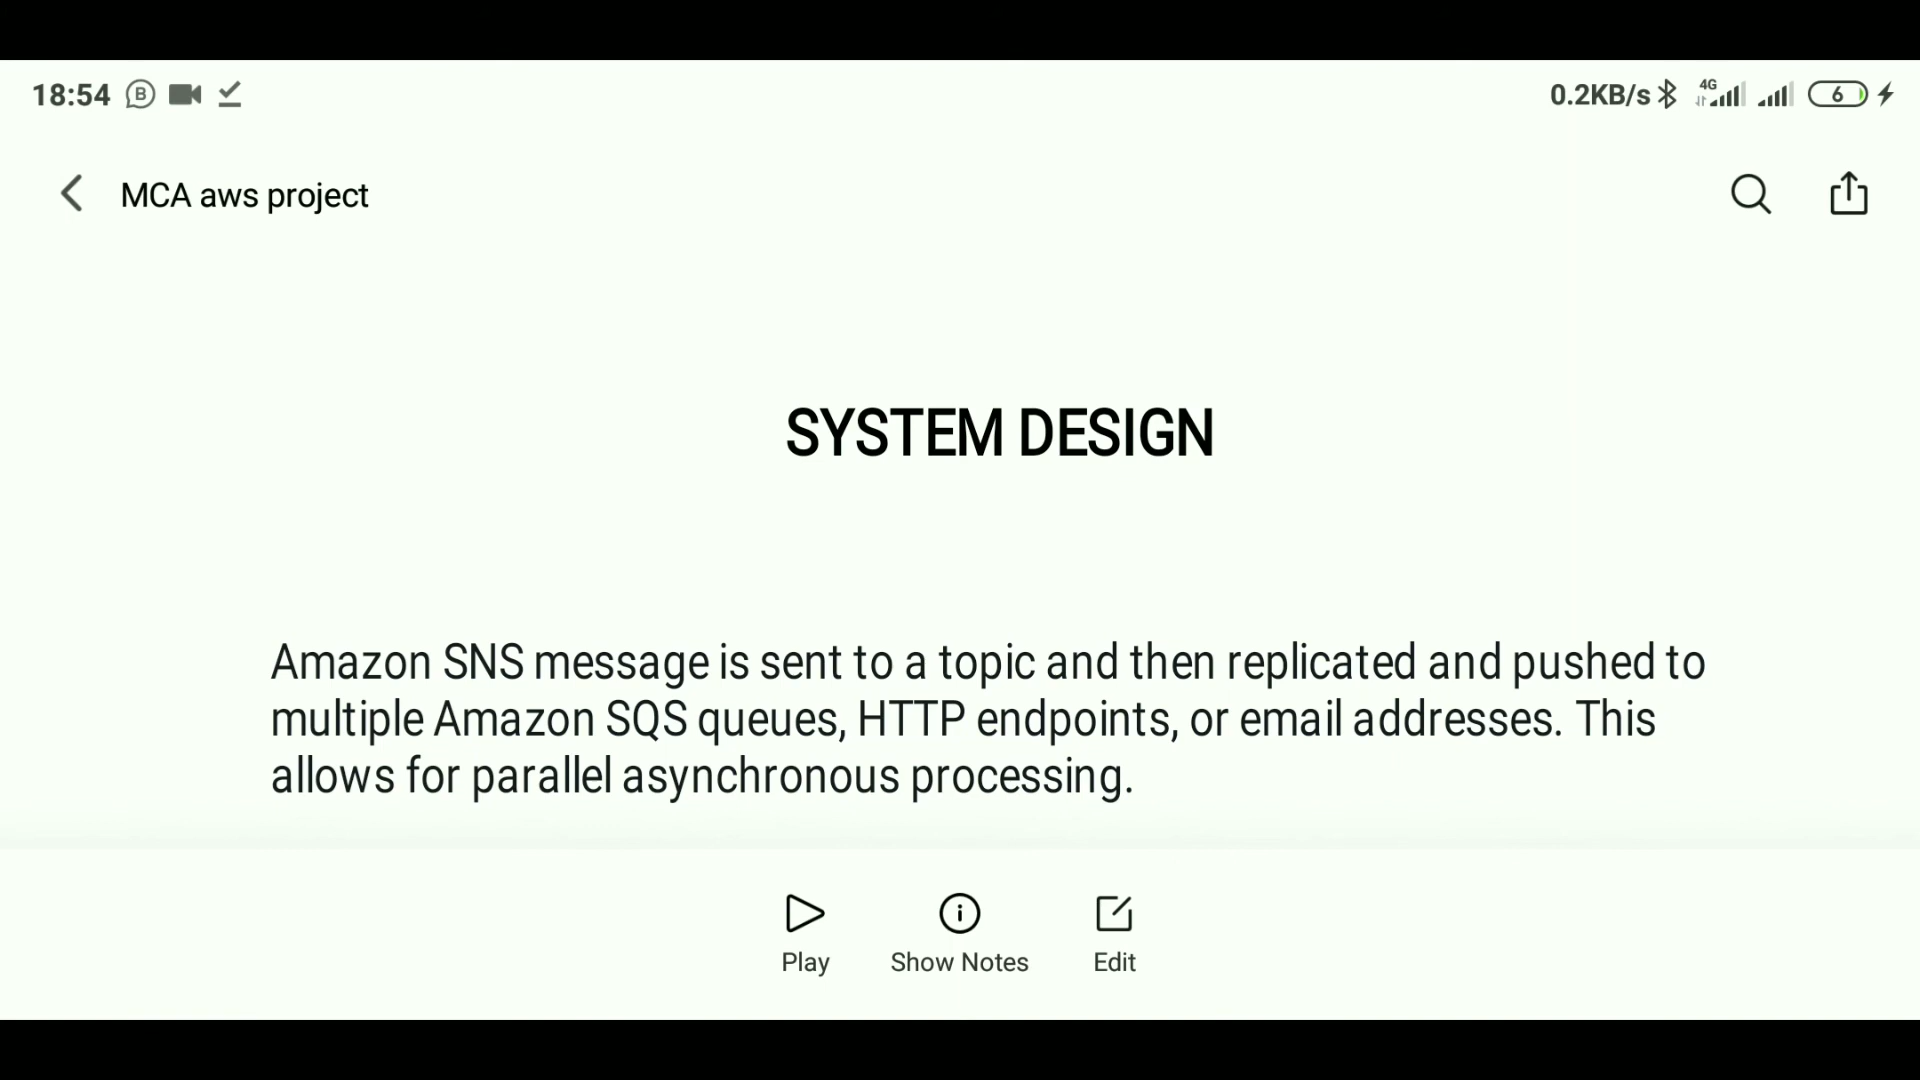 18:54 B 0.2KB/s 4G 6
MCA aws project
SYSTEM DESIGN
Amazon SNS message is sent to a topic and then replicated and pushed to
multiple Amazon SQS queues, HTTP endpoints, or email addresses. This
allows for parallel asynchronous processing.
Play Show Notes Edit